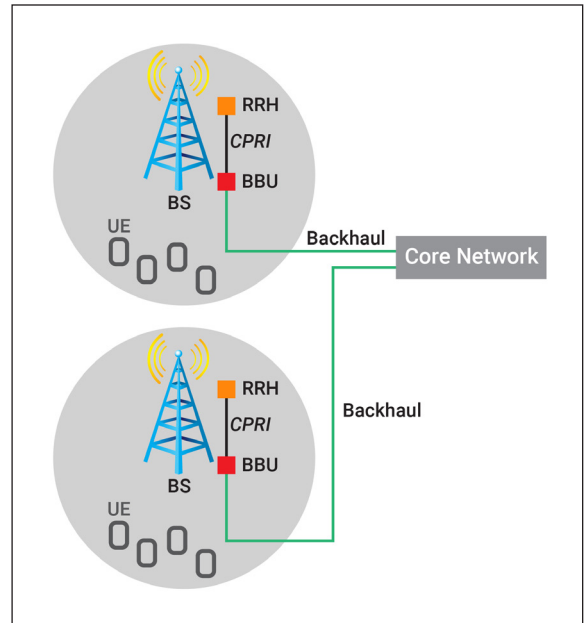 RRH
CPRI
BBU
BS
UE
Backhaul
Core Network
RRH
CPRI
BBU
BS
UE
Backhaul